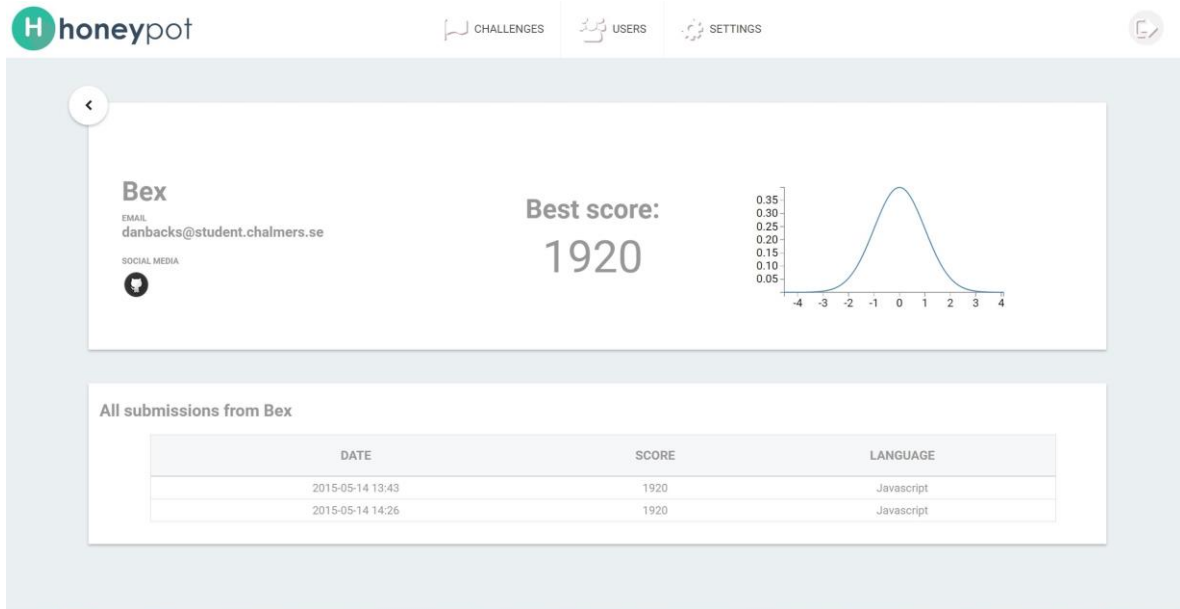 H honeypot
CHALLENGES
USERS
SETTINGS
Bex
EMAIL
danbacks@student.chalmers.se
SOCIAL MEDIA
Best score:
1920
0.35
0.30
0.25
0.20
0.15
0.10
0.05
-4 -3 -2 -1 0 1 2 3 4
All submissions from Bex
DATE SCORE LANGUAGE
2015-05-14 13:43 1920 Javascript
2015-05-14 14:26 1920 Javascript